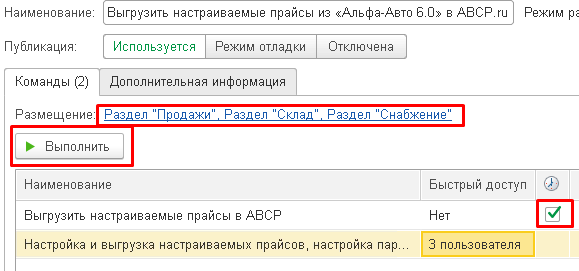 Наименование: Выгрузить настраиваемые прайсы из «Альфа-Авто 6.0» в ABCP.ru Режим ра
Публикация: Используется Режим отладки Отключена
Команды (2) Дополнительная информация
Размещение: Раздел "Продажи", Раздел "Склад", Раздел "Снабжение"
Выполнить
Наименование Быстрый доступ
Выгрузить настраиваемые прайсы в ABCP Нет
Настройка и выгрузка настраиваемых прайсов, настройка пар... 3 пользователя